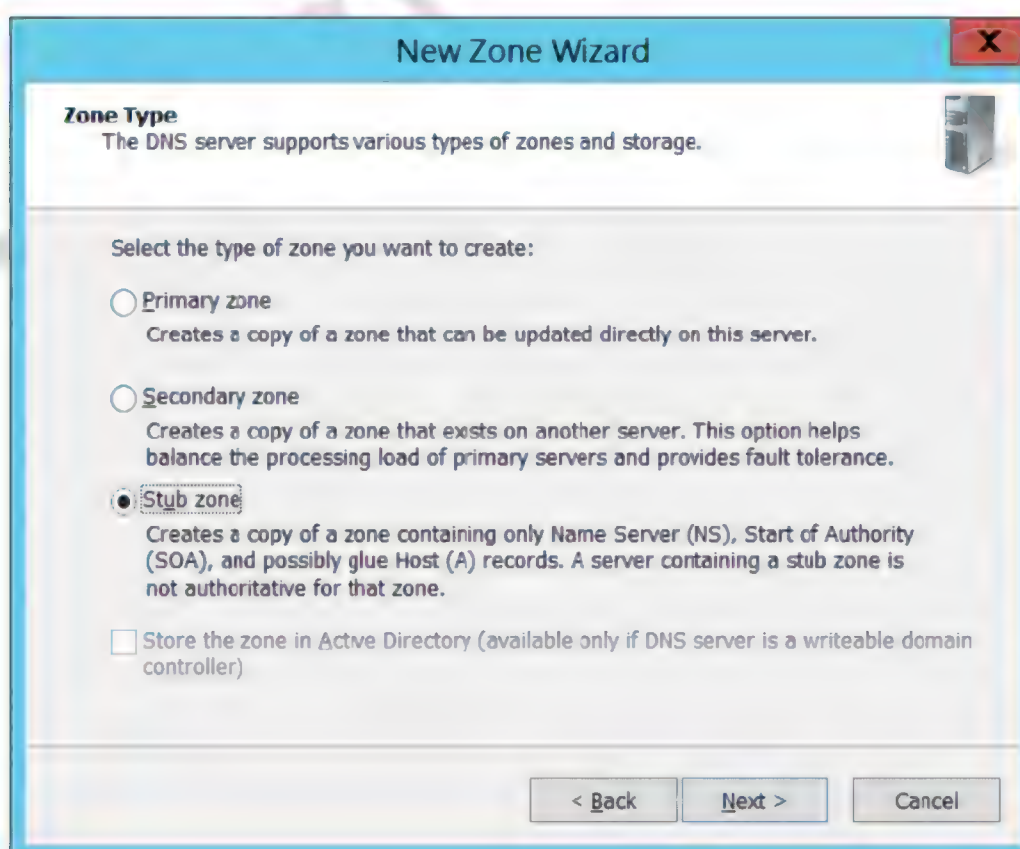 New Zone Wizard
X
Zone Type
The DNS server supports various types of zones and storage.
Select the type of zone you want to create:
Primary zone
Creates a copy of a zone that can be updated directly on this server.
Secondary zone
Creates a copy of a zone that exists on another server. This option helps
balance the processing load of primary servers and provides fault tolerance.
Stub zone
Creates a copy of a zone containing only Name Server (NS), Start of Authority
(SOA), and possibly glue Host (A) records. A server containing a stub zone is
not authoritative for that zone.
Store the zone in Active Directory (available only if DNS server is a writeable domain
controller)
< Back
Next >
Cancel